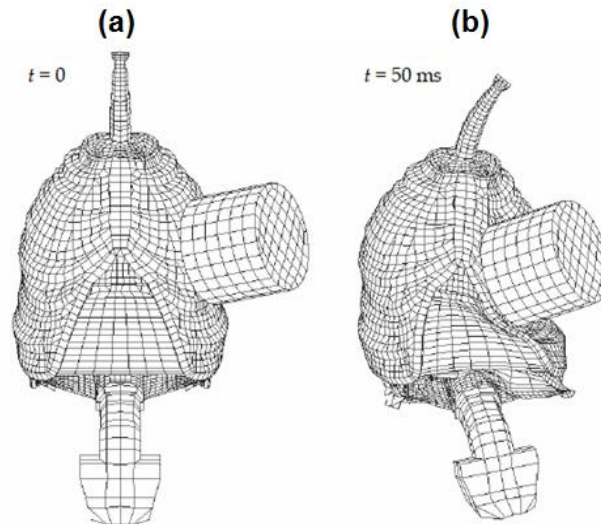 (a)
(b)
t = 0
t = 50 ms